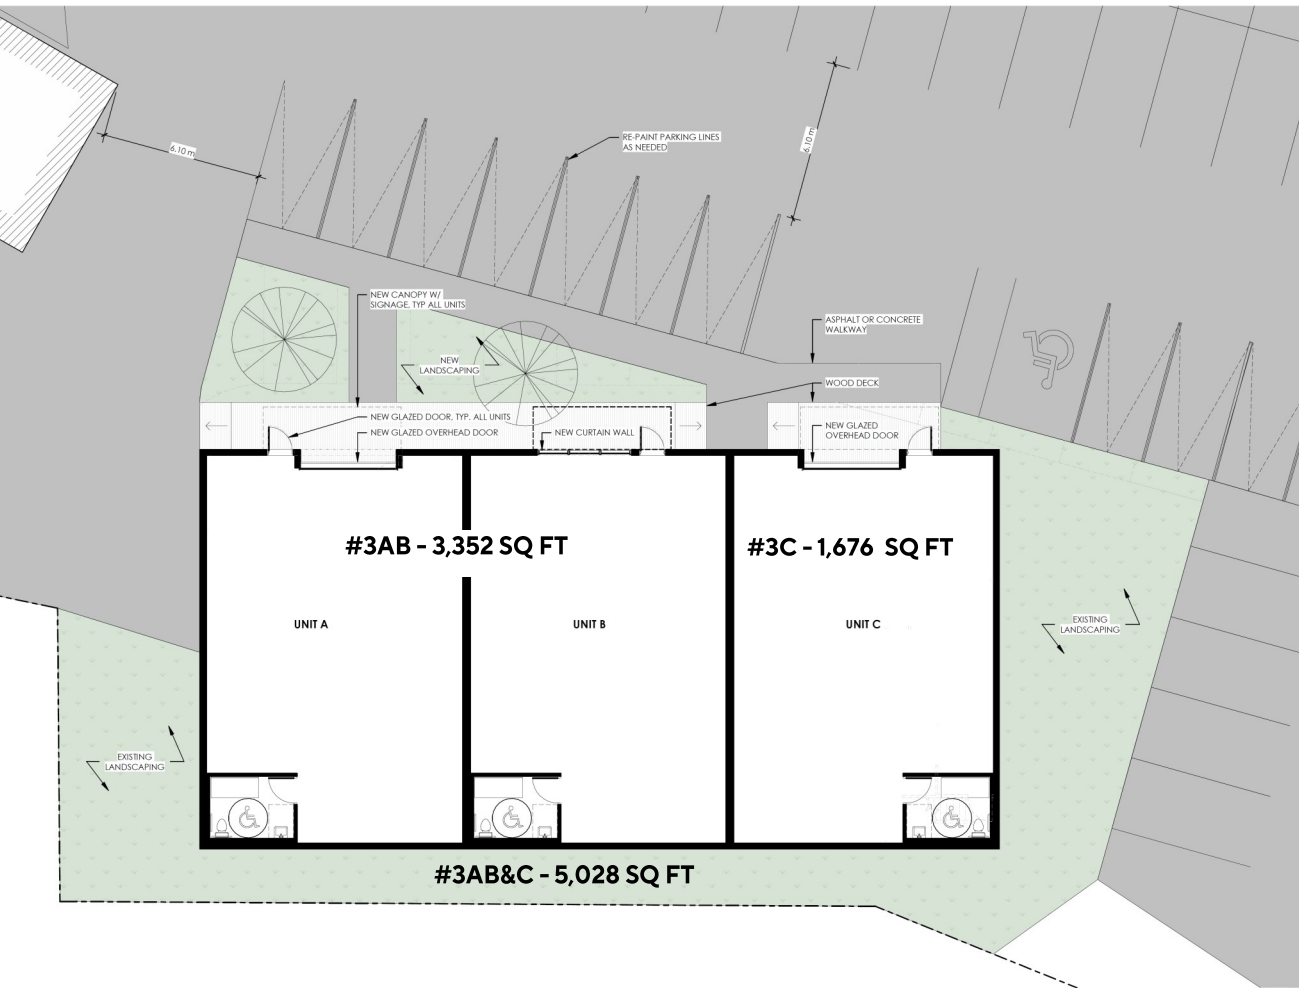 6.10 m
6.10 m
RE-PAINT PARKING LINES
AS NEEDED
NEW CANOPY W/
SIGNAGE, TYP ALL UNITS
ASPHALT OR CONCRETE
WALKWAY
NEW
LANDSCAPING
WOOD DECK
NEW GLAZED DOOR, TYP. ALL UNITS
NEW GLAZED OVERHEAD DOOR
NEW CURTAIN WALL
NEW GLAZED
OVERHEAD DOOR
#3AB - 3,352 SQ FT
#3C - 1,676 SQ FT
UNIT A
UNIT B
UNIT C
EXISTING
LANDSCAPING
EXISTING
LANDSCAPING
#3AB&C - 5,028 SQ FT